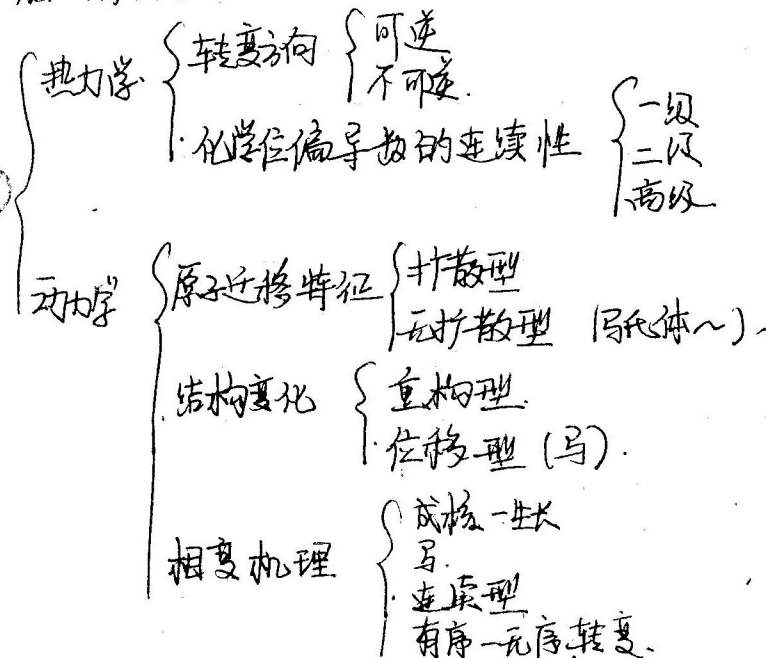 热力学
转变方向
可逆
不可逆.
化学位偏导数的连续性
一级
二级
高级
动力学
原子迁移特征
扩散型
无扩散型 (马氏体~)
结构变化
重构型.
位移型 (马).
相变机理
成核-生长
马.
连续型
有序-无序转变.